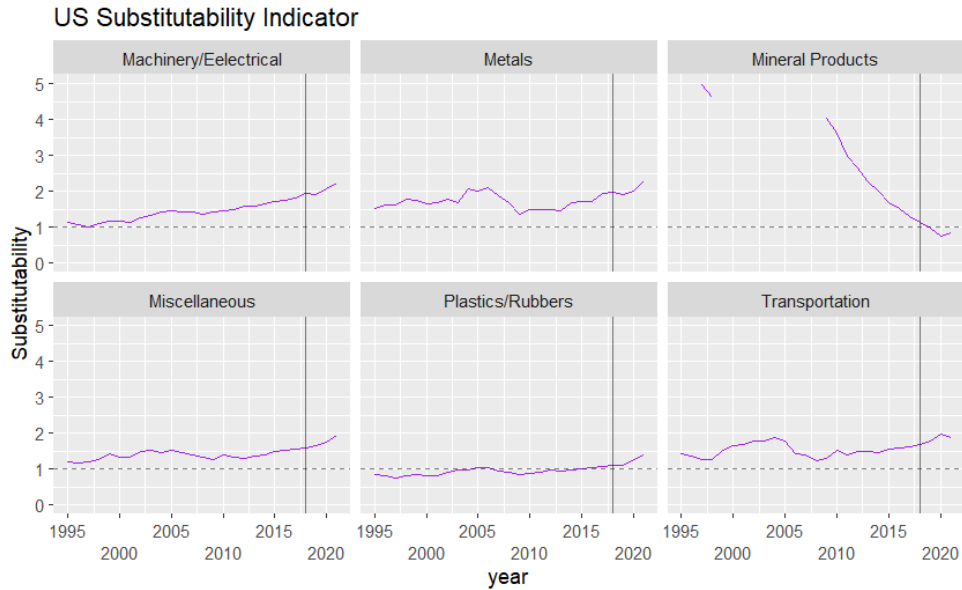 US Substitutability Indicator
Machinery/Eelectrical
Metals
Mineral Products
5
4
3
2
1
0
Miscellaneous
Plastics/Rubbers
Transportation
5
4
3
2
1
0
Substitutability
1995 2005 2015 1995 2005 2015 1995 2005 2015
2000 2010 2020 2000 2010 2020 2000 2010 2020
year